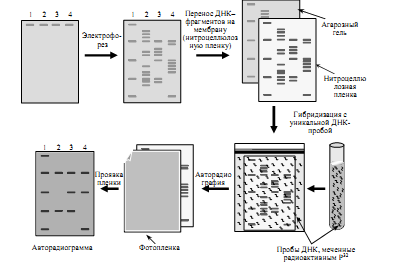 1 2 3 4
Электрофо-
рез
1 2 3 4
Перенос ДНК–
фрагментов на
мембрану
(нитроцеллюлоз
ную пленку)
Агарозный
гель
Нитроцеллю
лозная
пленка
Гибридизация с
уникальной ДНК-
пробой
Пробы ДНК, меченные
радиоактивным P32
Авторадио
графия
Фотопленка
Проявка
пленки
1 2 3 4
Авторадиограмма